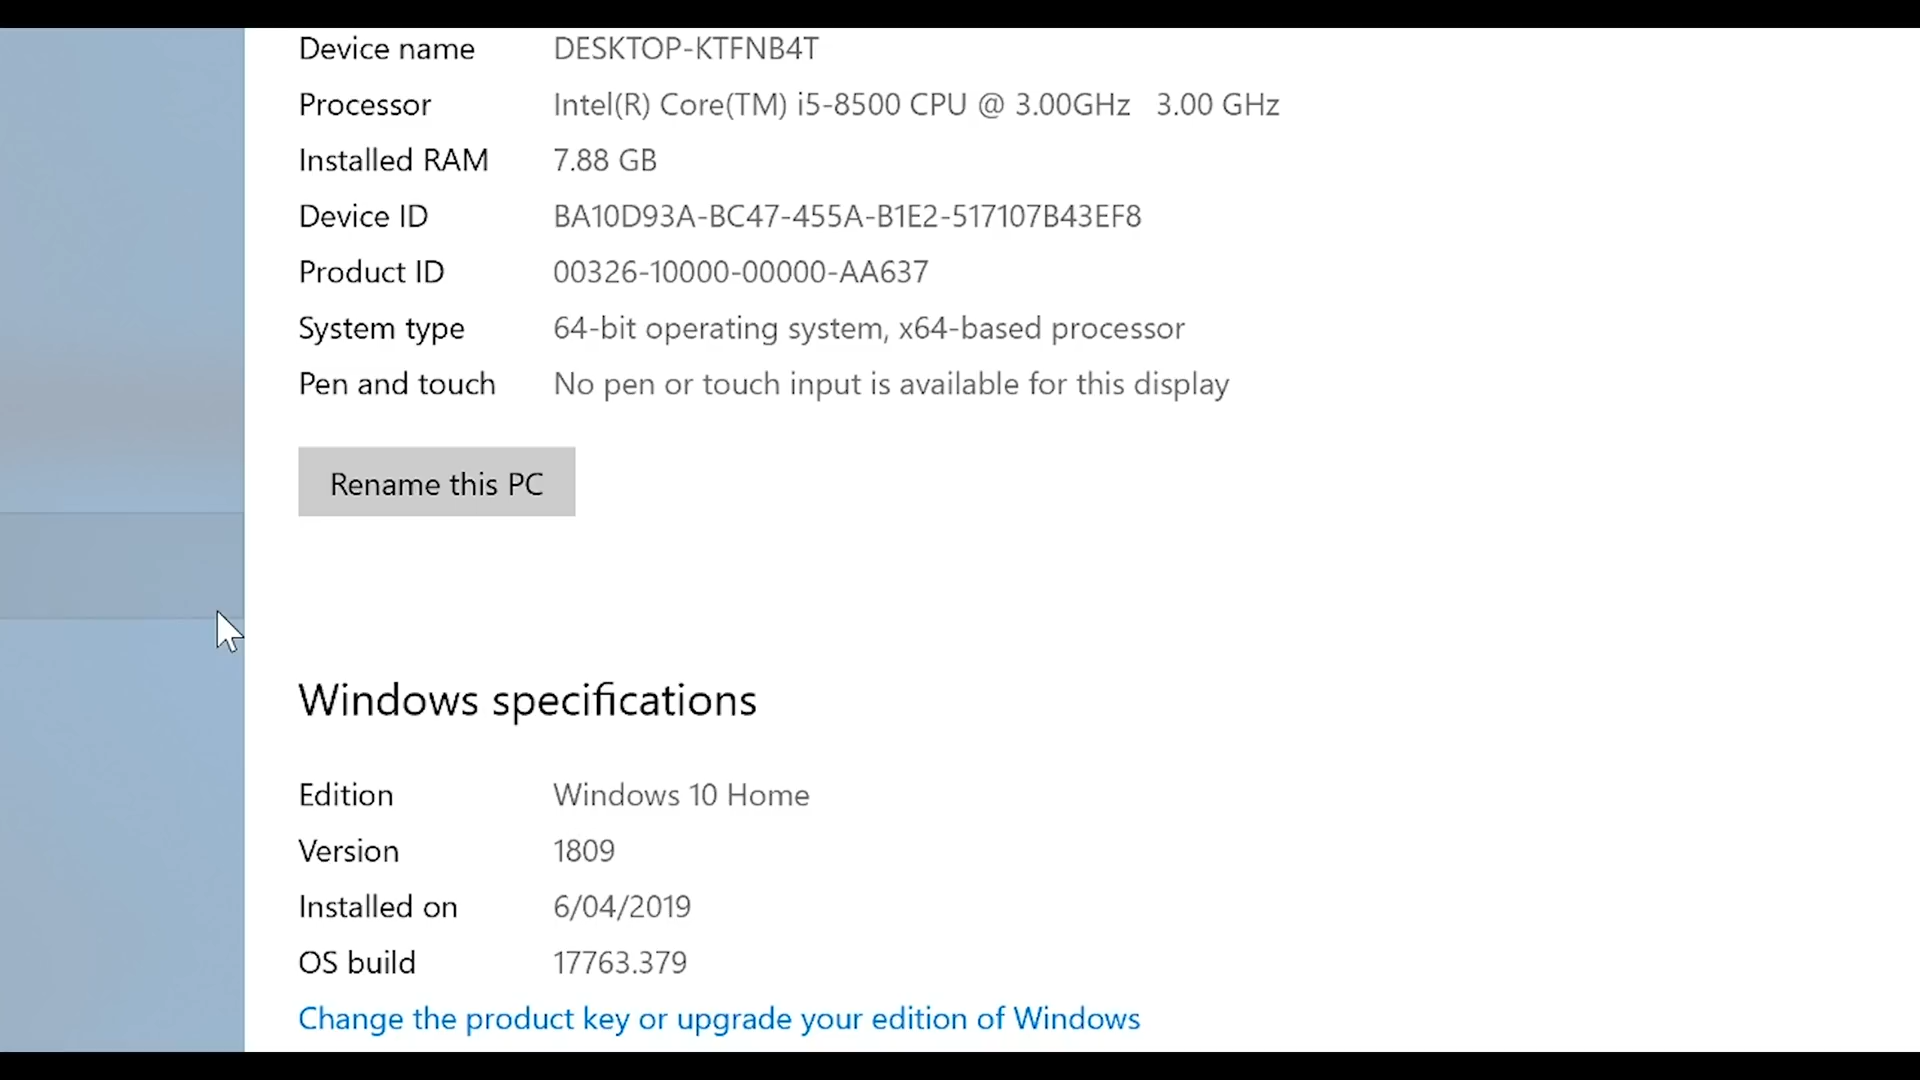 Device name DESKTOP-KTFNB4T
Processor Intel(R) Core(TM) i5-8500 CPU @ 3.00GHz 3.00 GHz
Installed RAM 7.88 GB
Device ID BA10D93A-BC47-455A-B1E2-517107B43EF8
Product ID 00326-10000-00000-AA637
System type 64-bit operating system, x64-based processor
Pen and touch No pen or touch input is available for this display
Rename this PC
Windows specifications
Edition Windows 10 Home
Version 1809
Installed on 6/04/2019
OS build 17763.379
Change the product key or upgrade your edition of Windows